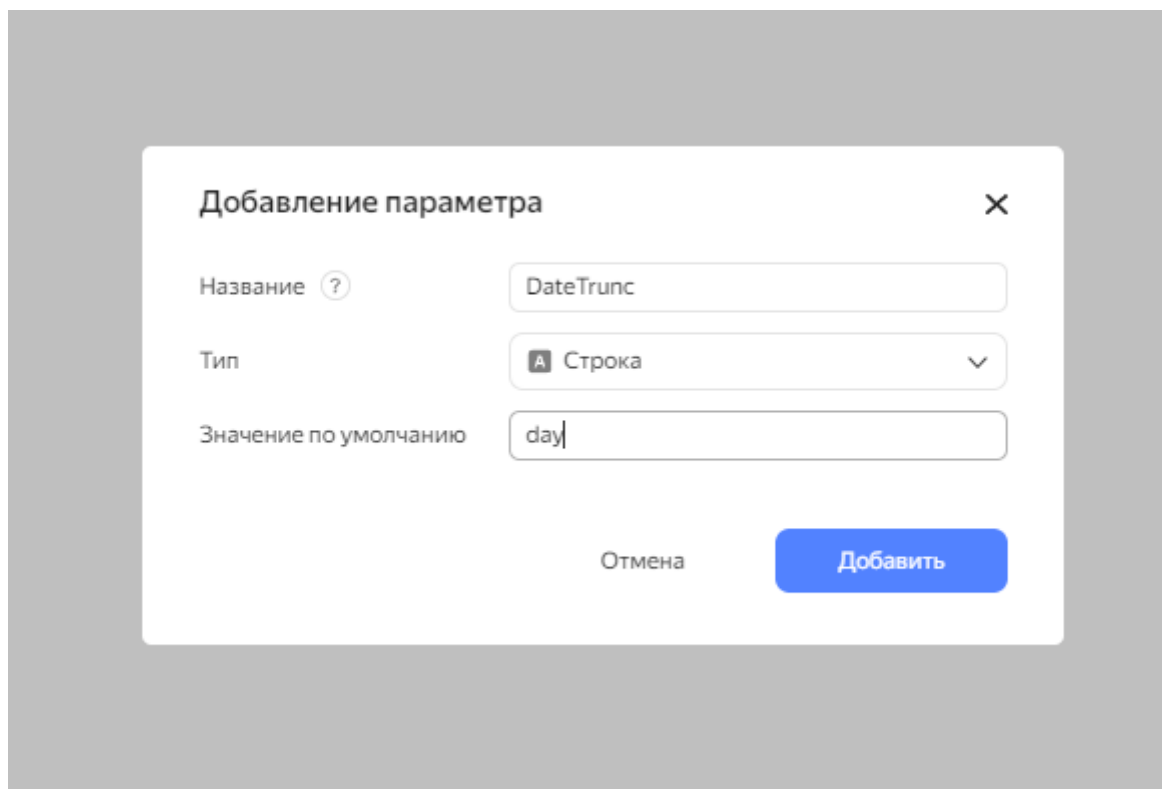 Добавление параметра
Название ? DateTrunc
Тип A Строка
Значение по умолчанию day
Отмена Добавить